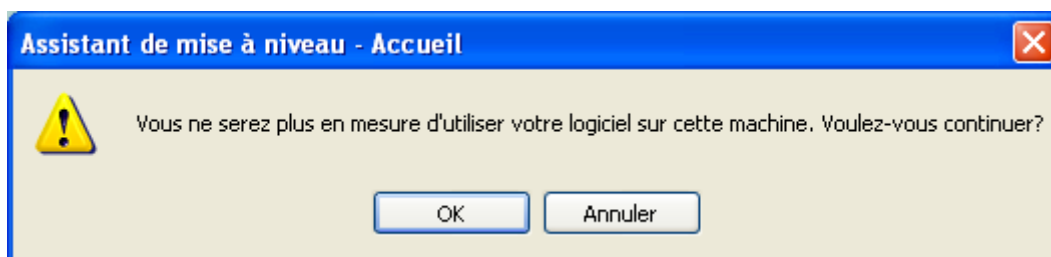 Assistant de mise à niveau - Accueil
Vous ne serez plus en mesure d'utiliser votre logiciel sur cette machine. Voulez-vous continuer?
OK
Annuler